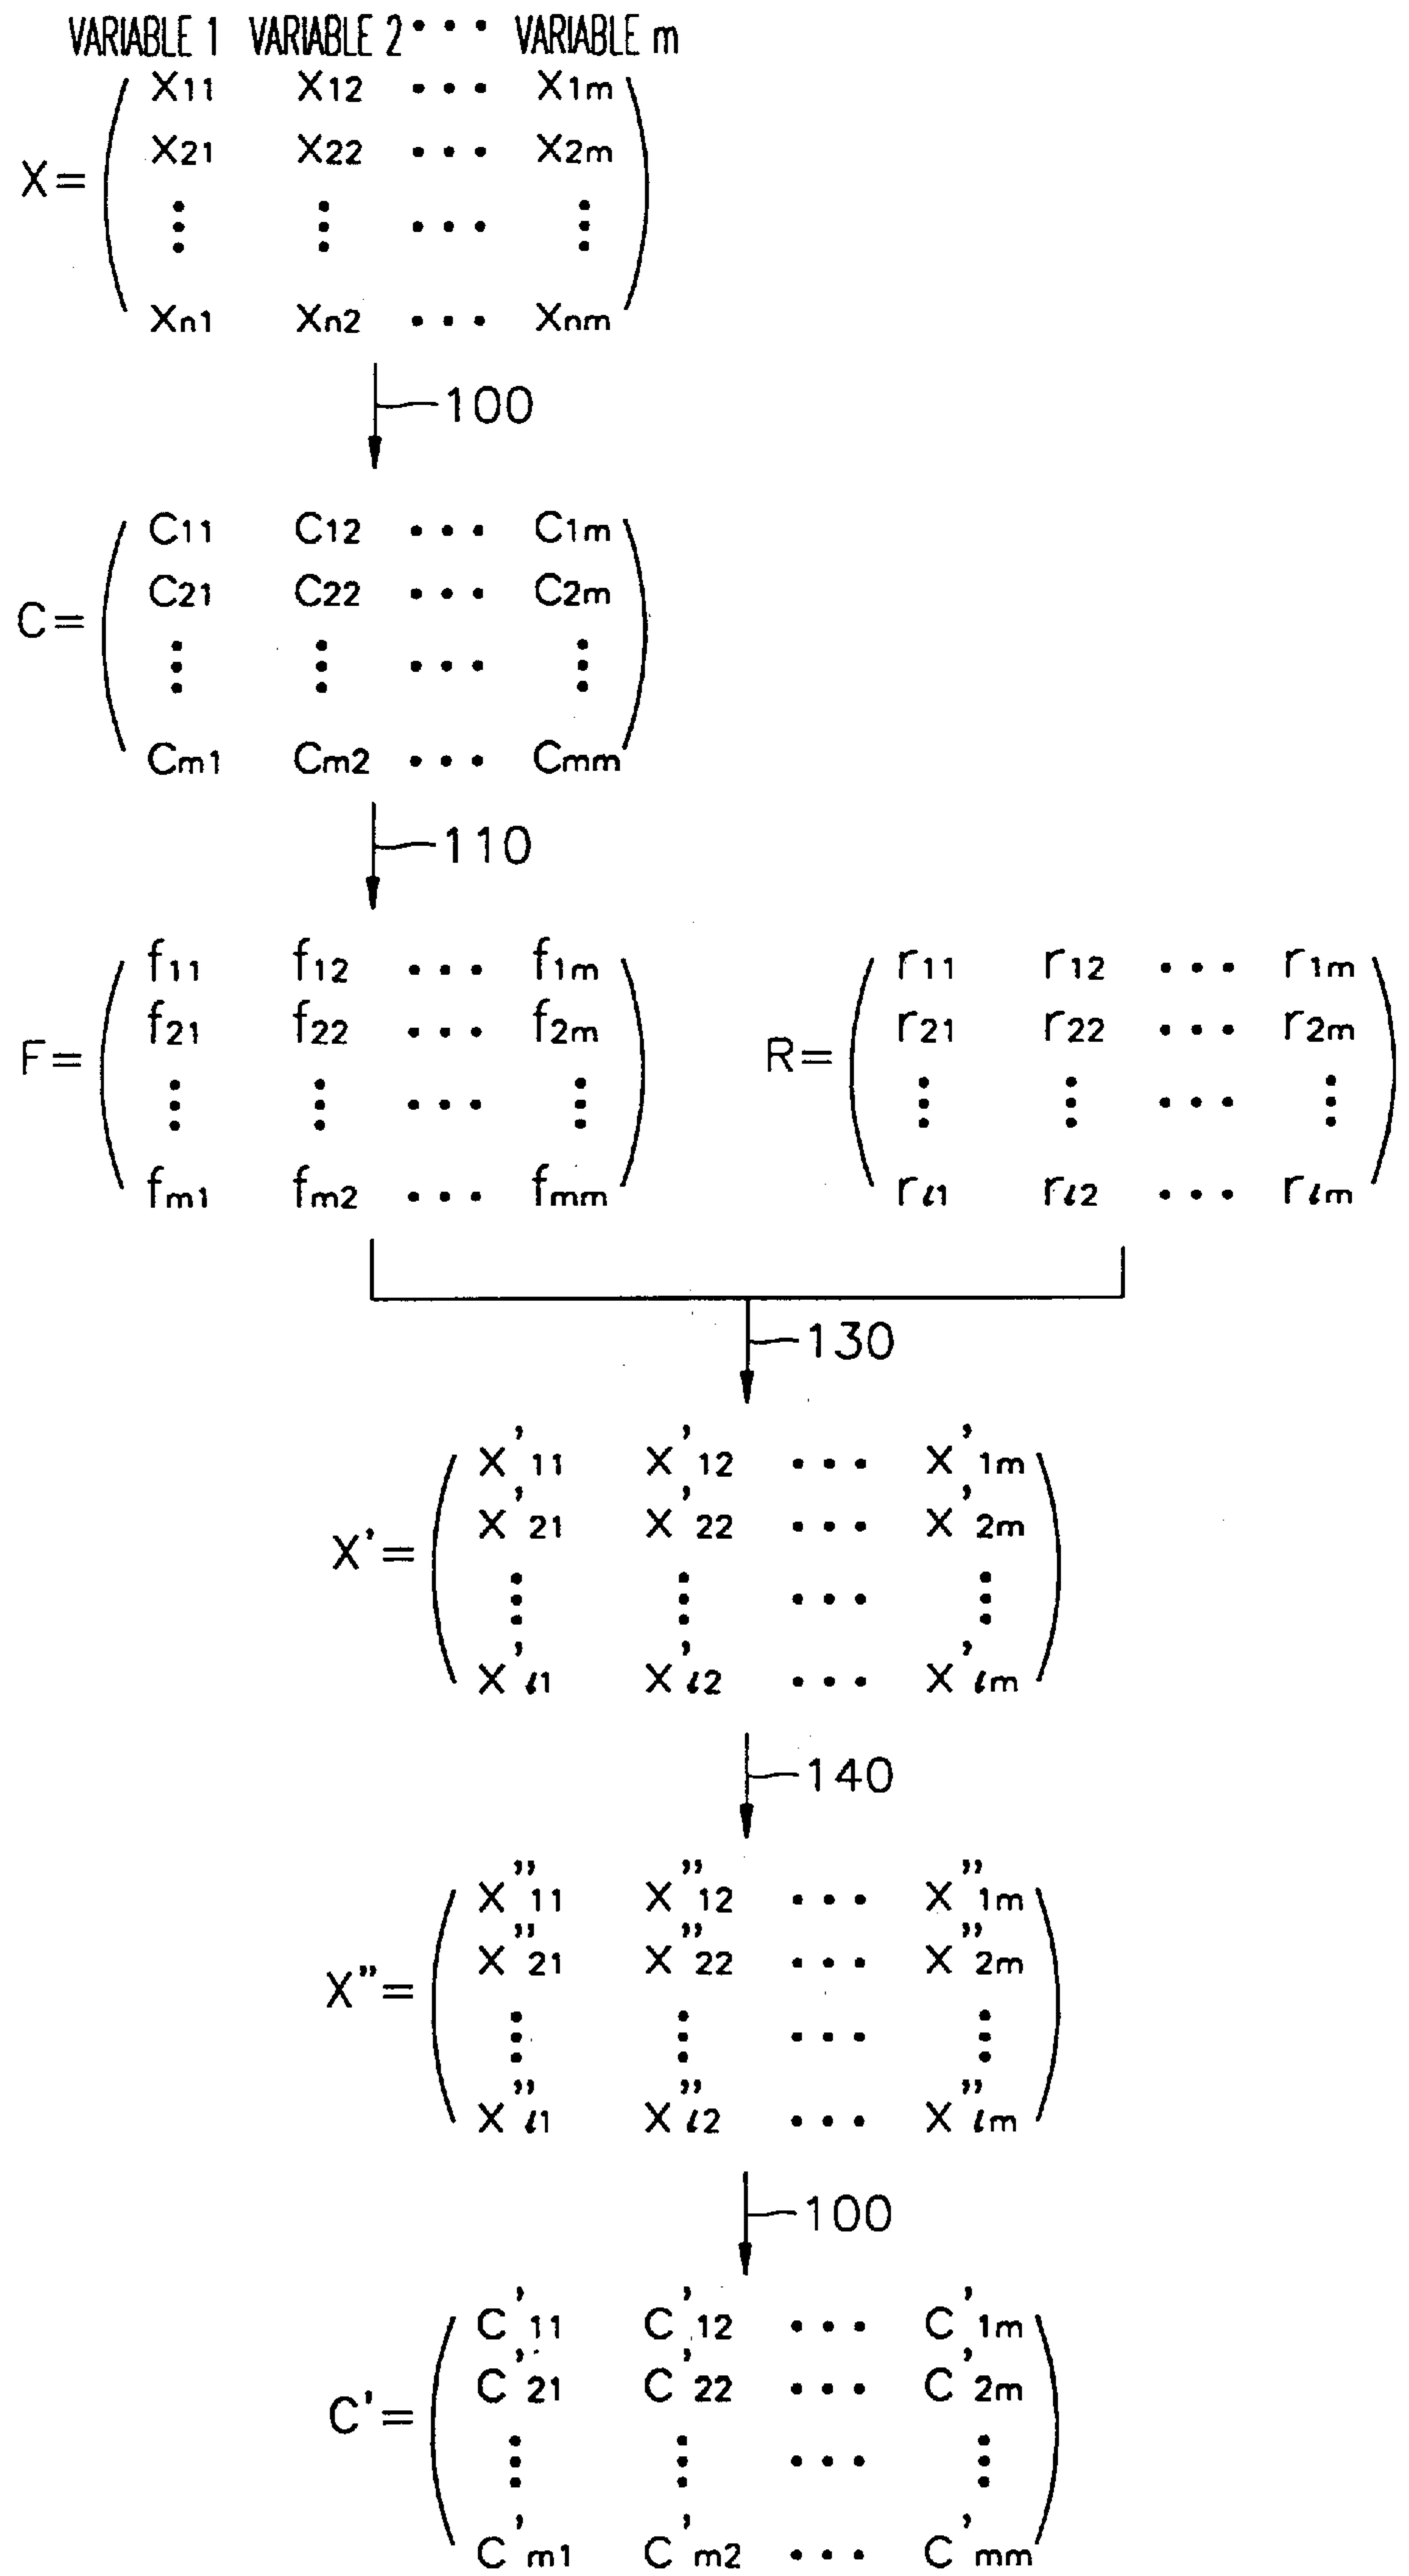 VARIABLE 1 VARIABLE 2 ··· VARIABLE m
X11 X12 ··· X1m
X21 X22 ··· X2m
X=
⋮ ⋮ ··· ⋮
Xn1 Xn2 ··· Xnm
100
C11 C12 ··· C1m
C21 C22 ··· C2m
C=
⋮ ⋮ ··· ⋮
Cm1 Cm2 ··· Cmm
110
f11 f12 ··· f1m
f21 f22 ··· f2m
F=
⋮ ⋮ ··· ⋮
fm1 fm2 ··· fmm
r11 r12 ··· r1m
r21 r22 ··· r2m
R=
⋮ ⋮ ··· ⋮
rℓ1 rℓ2 ··· rℓm
130
X'11 X'12 ··· X'1m
X'21 X'22 ··· X'2m
X'=
⋮ ⋮ ··· ⋮
X'ℓ1 X'ℓ2 ··· X'ℓm
140
X"11 X"12 ··· X"1m
X"21 X"22 ··· X"2m
X"=
⋮ ⋮ ··· ⋮
X"ℓ1 X"ℓ2 ··· X"ℓm
100
C'11 C'12 ··· C'1m
C'21 C'22 ··· C'2m
C'=
⋮ ⋮ ··· ⋮
C'm1 C'm2 ··· C'mm